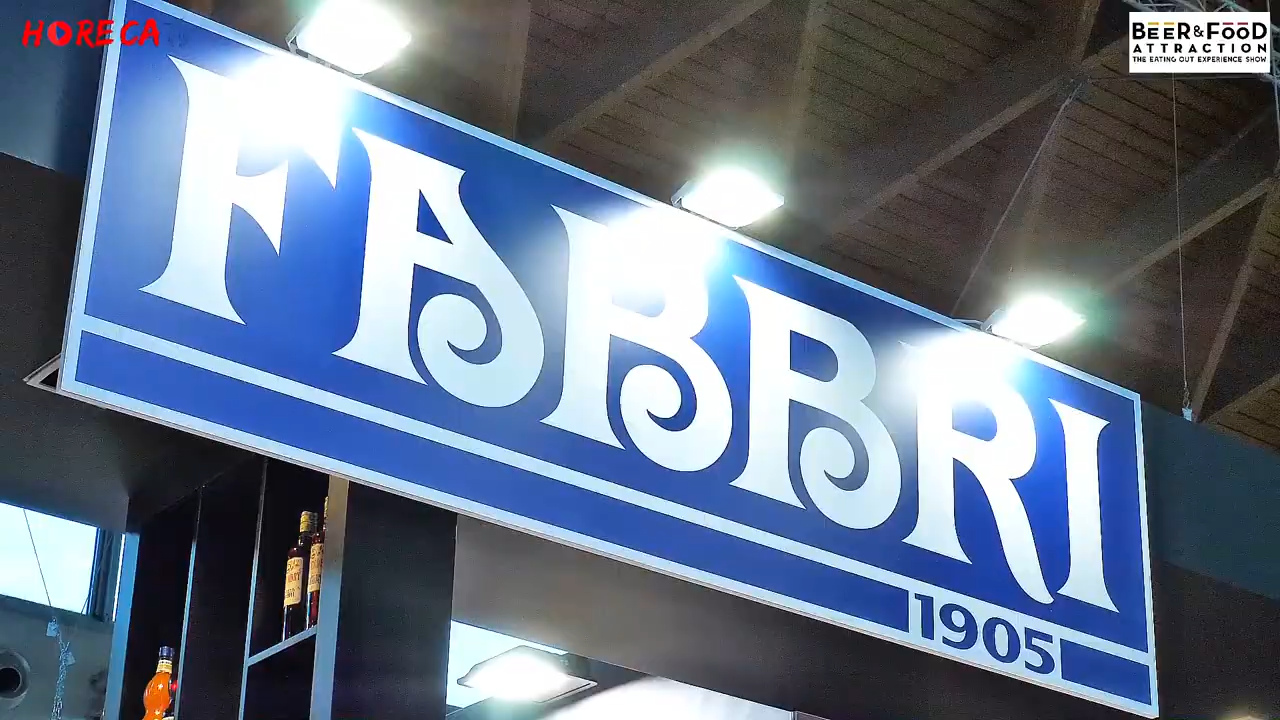 HORECA
BEER&FOOD
ATTRACTION
THE EATING OUT EXPERIENCE SHOW
FABBRI
1905